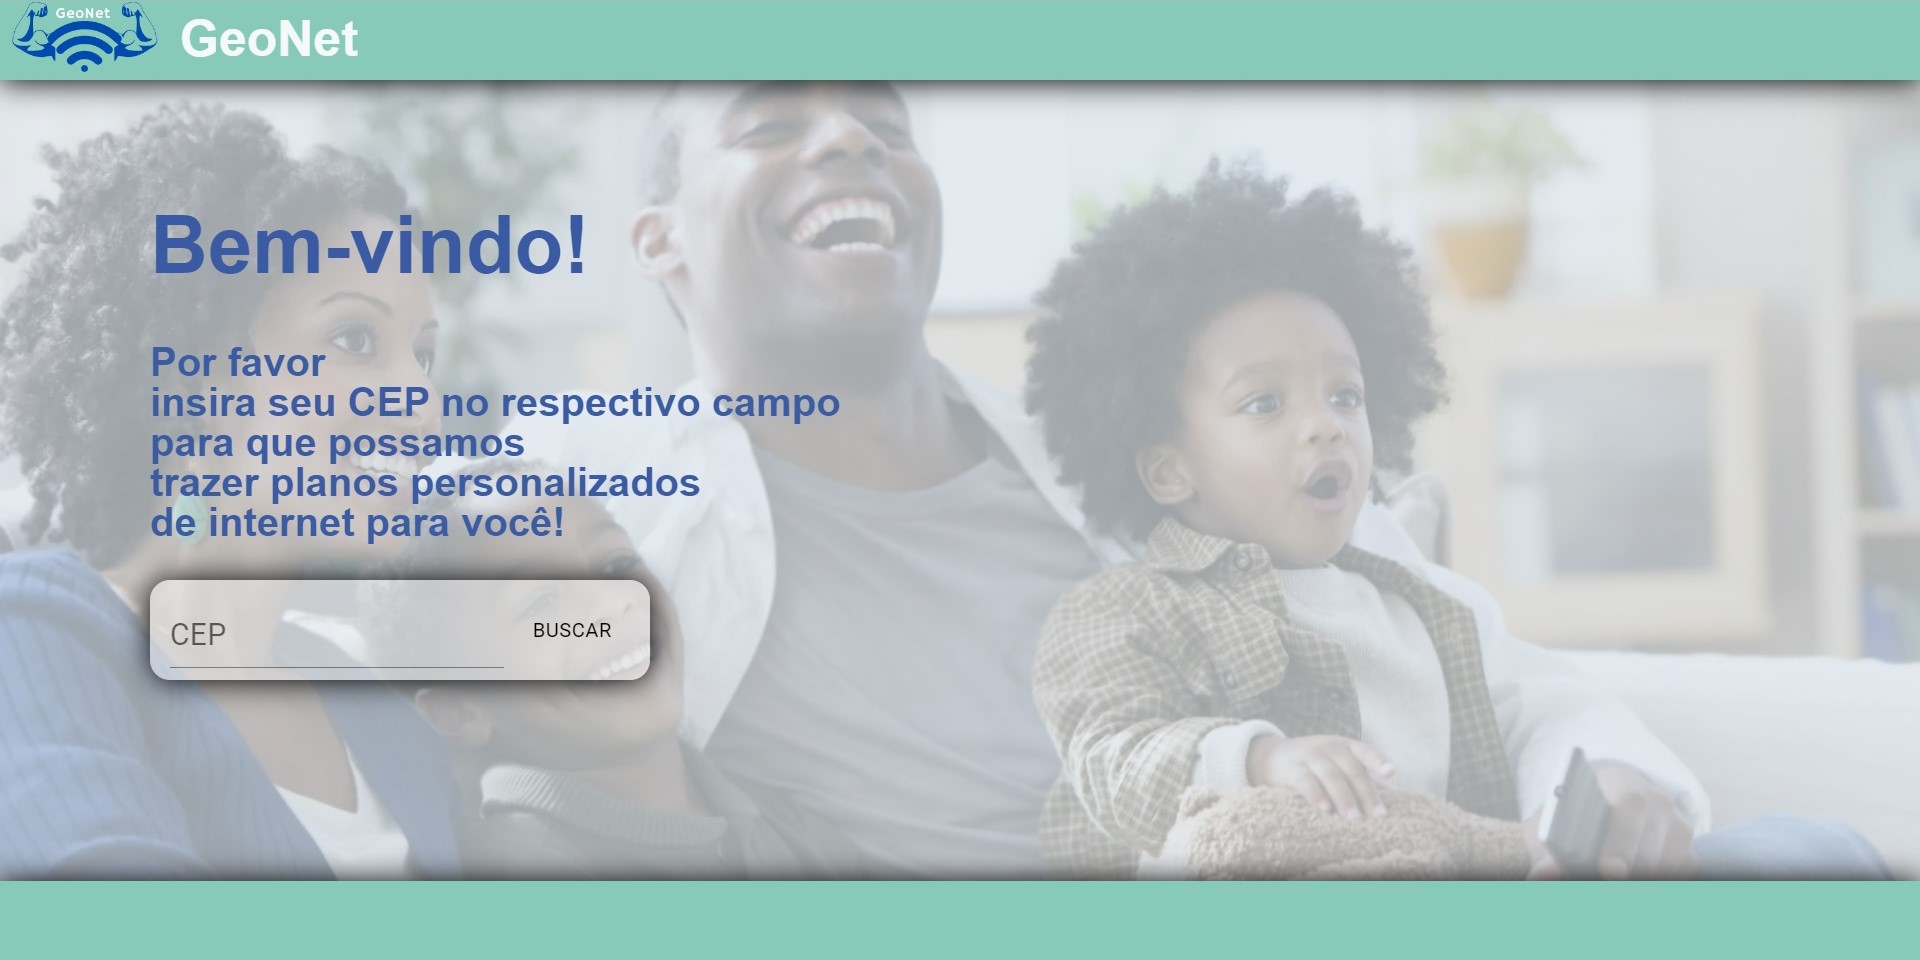 GeoNet
GeoNet
Bem-vindo!
Por favor
insira seu CEP no respectivo campo
para que possamos
trazer planos personalizados
de internet para você!
CEP
BUSCAR